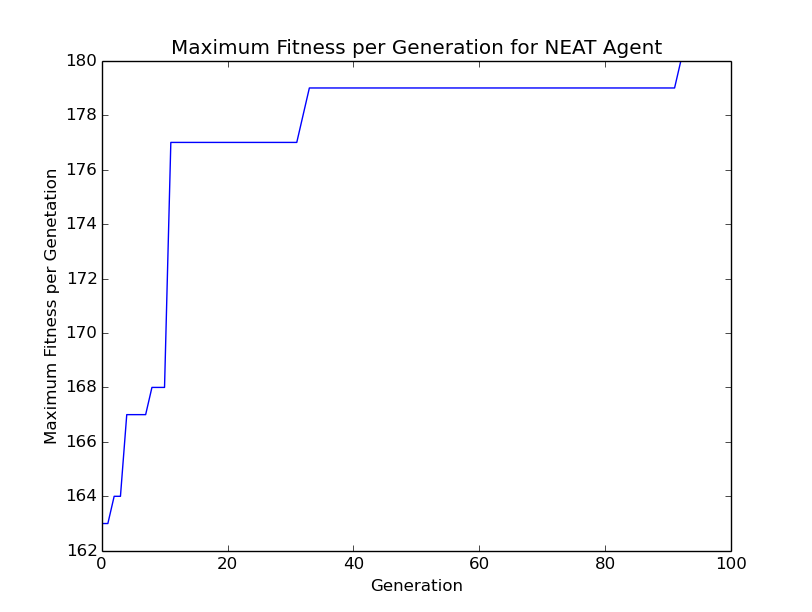 Maximum Fitness per Generation for NEAT Agent
180
178
176
174
172
170
168
166
164
162
Maximum Fitness per Genetation
0 20 40 60 80 100
Generation